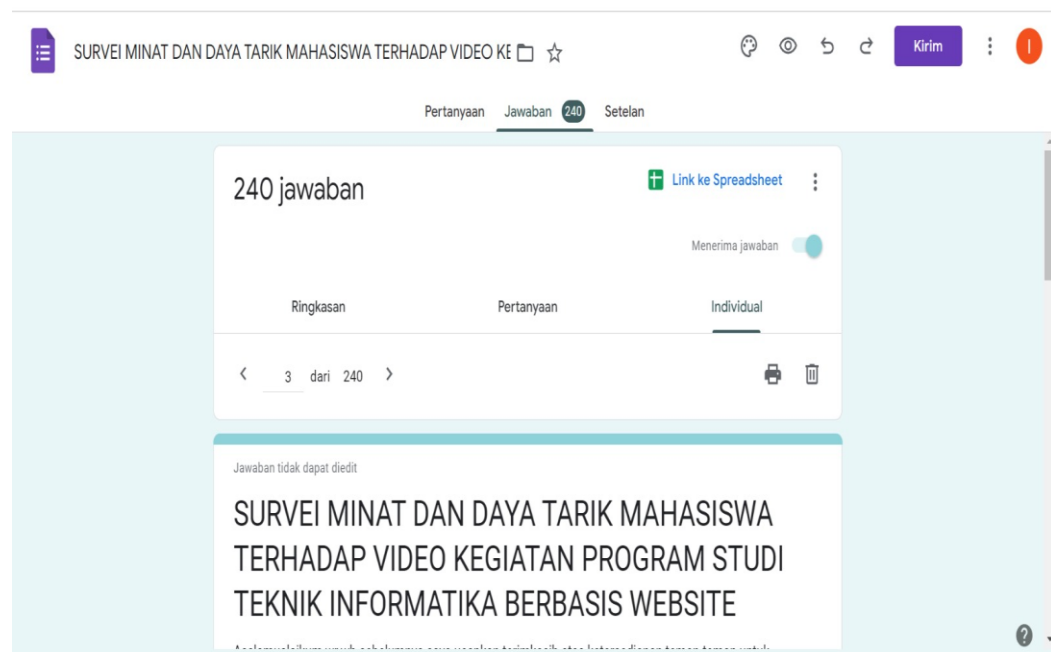 SURVEI MINAT DAN DAYA TARIK MAHASISWA TERHADAP VIDEO KE
Kirim
I
Pertanyaan Jawaban 240 Setelan
240 jawaban
Link ke Spreadsheet
Menerima jawaban
Ringkasan Pertanyaan Individual
3 dari 240
Jawaban tidak dapat diedit
SURVEI MINAT DAN DAYA TARIK MAHASISWA
TERHADAP VIDEO KEGIATAN PROGRAM STUDI
TEKNIK INFORMATIKA BERBASIS WEBSITE